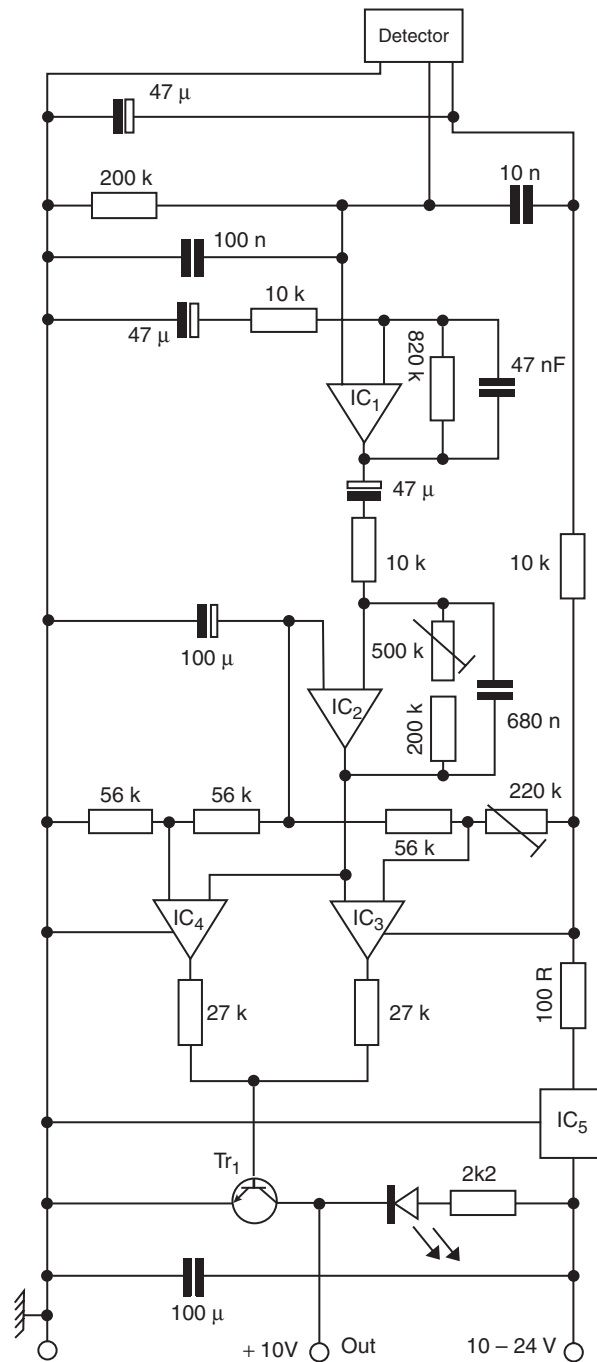 Detector
47 µ
200 k
10 n
100 n
10 k
47 µ
820 k
47 nF
IC1
47 µ
10 k
10 k
100 µ
500 k
IC2
200 k
680 n
56 k
56 k
220 k
56 k
IC4
IC3
27 k
27 k
100 R
IC5
Tr1
2k2
100 µ
+ 10V
Out
10 – 24 V